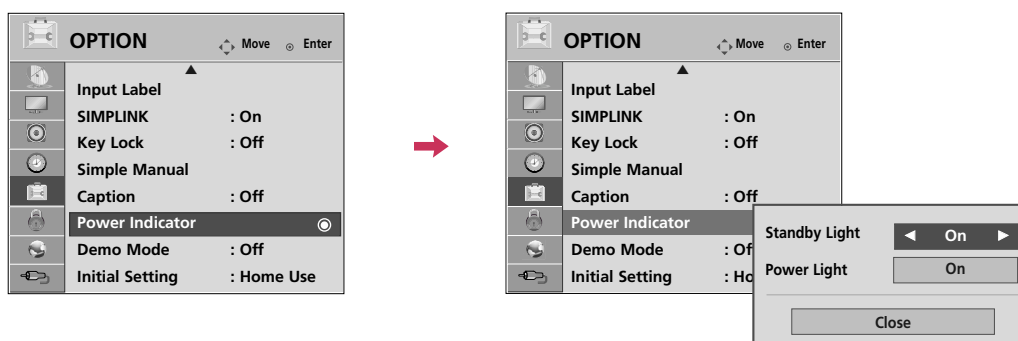 OPTION Move Enter
Input Label
SIMPLINK : On
Key Lock : Off
Simple Manual
Caption : Off
Power Indicator
Demo Mode : Off
Initial Setting : Home Use
OPTION Move Enter
Input Label
SIMPLINK : On
Key Lock : Off
Simple Manual
Caption : Off
Power Indicator
Demo Mode : Of
Initial Setting : Ho
Standby Light ◀ On ▶
Power Light On
Close